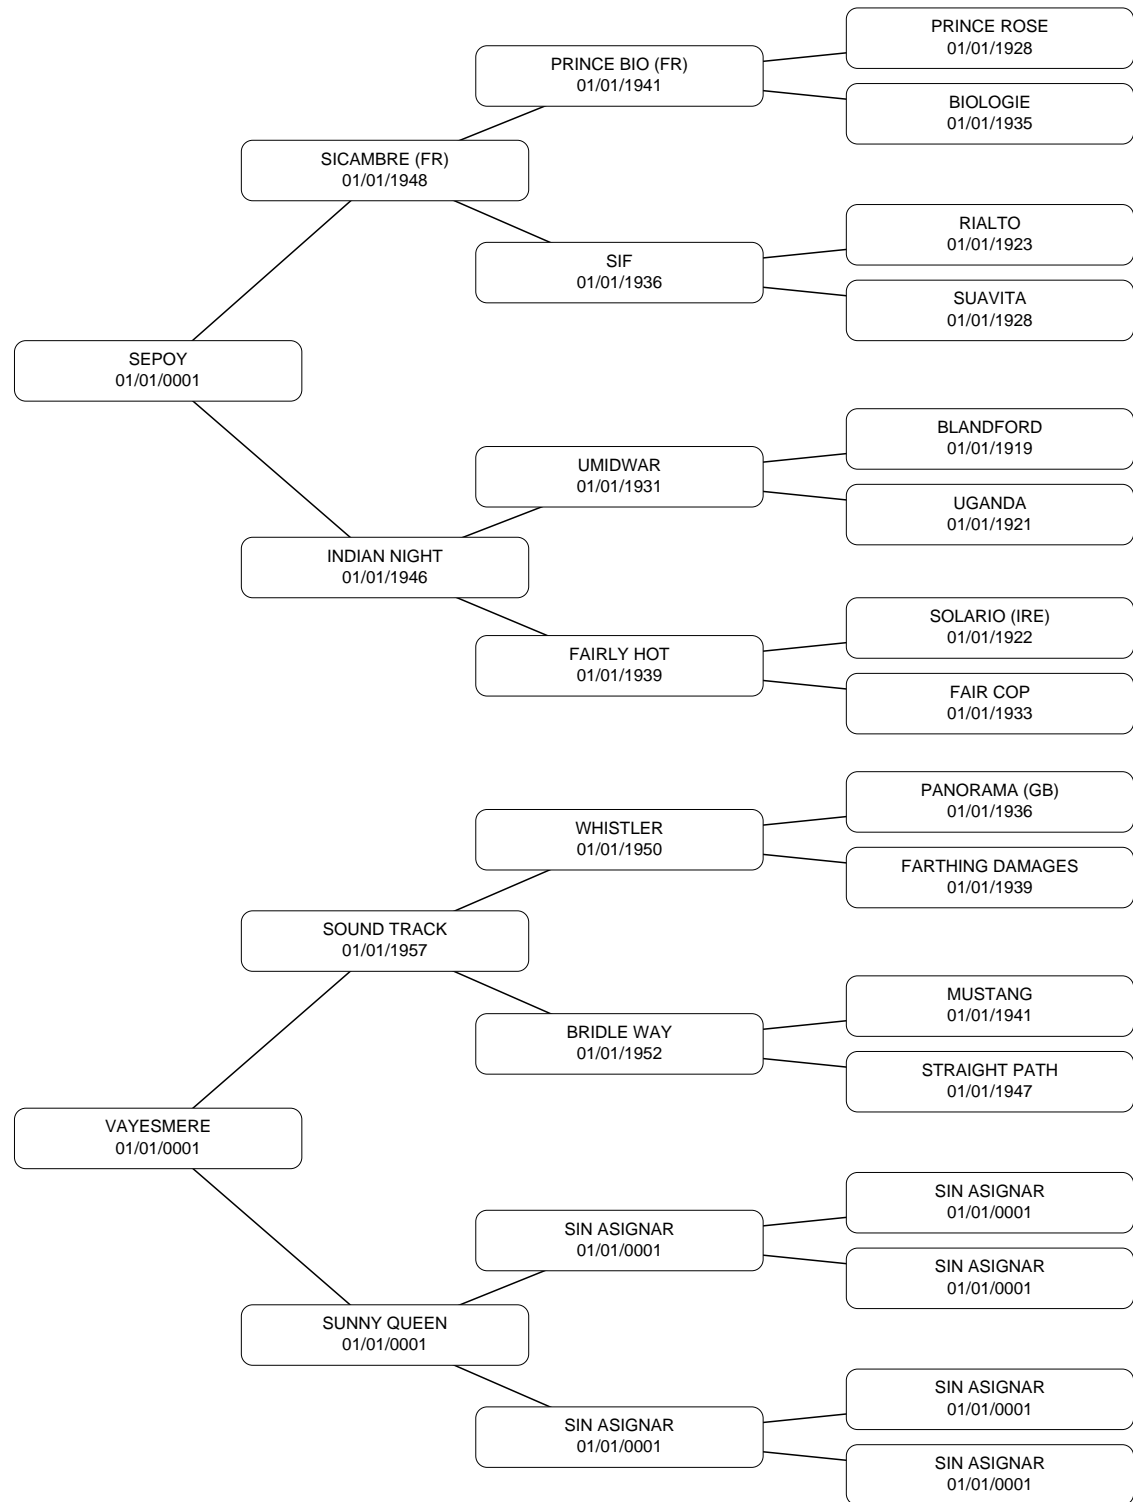 PRINCE ROSE
01/01/1928
PRINCE BIO (FR)
01/01/1941
BIOLOGIE
01/01/1935
SICAMBRE (FR)
01/01/1948
RIALTO
01/01/1923
SIF
01/01/1936
SUAVITA
01/01/1928
SEPOY
01/01/0001
BLANDFORD
01/01/1919
UMIDWAR
01/01/1931
UGANDA
01/01/1921
INDIAN NIGHT
01/01/1946
SOLARIO (IRE)
01/01/1922
FAIRLY HOT
01/01/1939
FAIR COP
01/01/1933
PANORAMA (GB)
01/01/1936
WHISTLER
01/01/1950
FARTHING DAMAGES
01/01/1939
SOUND TRACK
01/01/1957
MUSTANG
01/01/1941
BRIDLE WAY
01/01/1952
STRAIGHT PATH
01/01/1947
VAYESMERE
01/01/0001
SIN ASIGNAR
01/01/0001
SIN ASIGNAR
01/01/0001
SIN ASIGNAR
01/01/0001
SUNNY QUEEN
01/01/0001
SIN ASIGNAR
01/01/0001
SIN ASIGNAR
01/01/0001
SIN ASIGNAR
01/01/0001